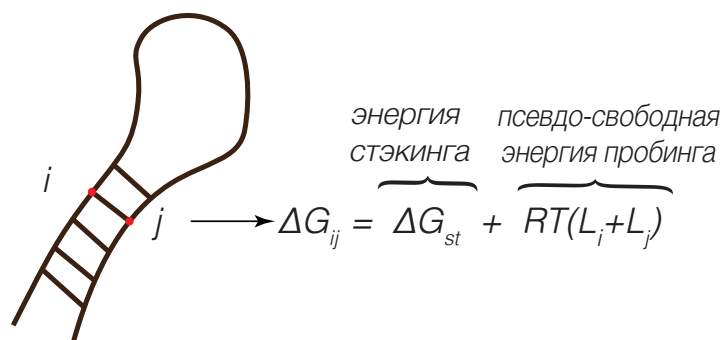 энергия псевдо-свободная
стэкинга энергия пробинга
i
j ΔG_ij = ΔG_st + RT(L_i+L_j)